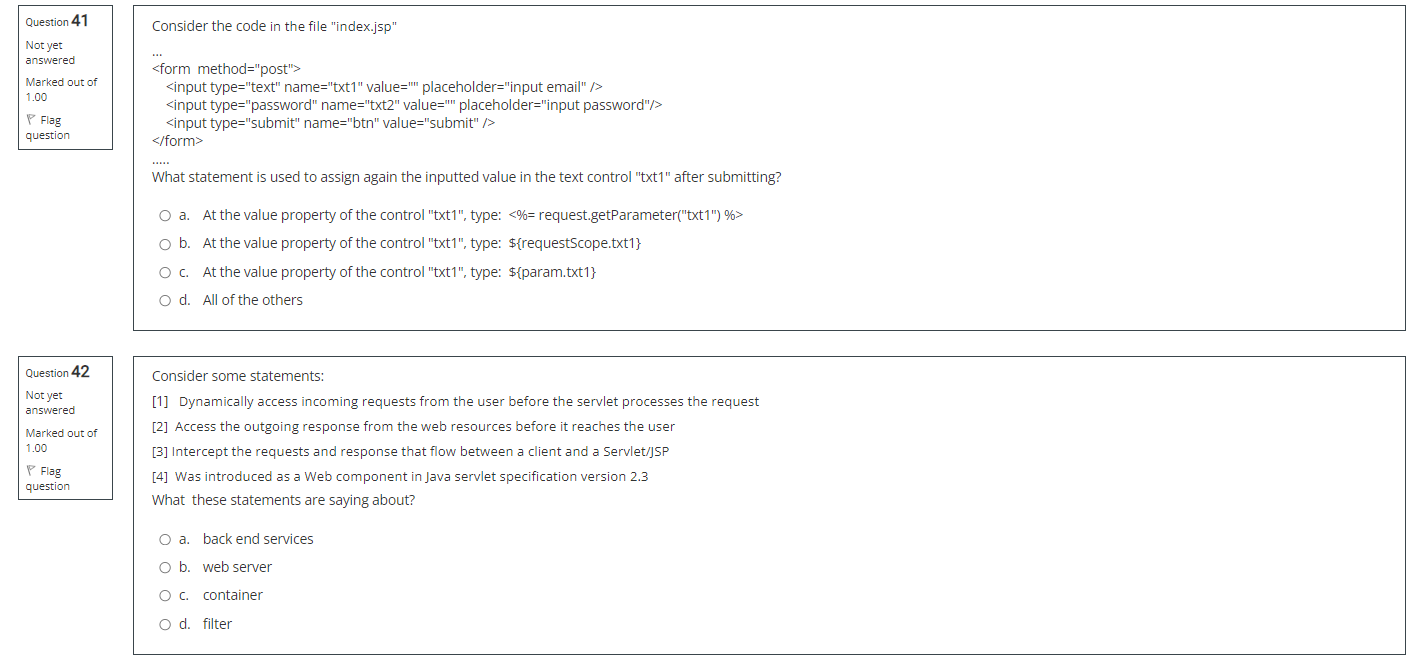 Question 41
Not yet
answered
Marked out of
1.00
Flag
question
Consider the code in the file "index.jsp"
...
<form  method="post">
<input type="text" name="txt1" value="" placeholder="input email" />
<input type="password" name="txt2" value="" placeholder="input password"/>
<input type="submit" name="btn" value="submit" />
</form>
.....
What statement is used to assign again the inputted value in the text control "txt1" after submitting?
a. At the value property of the control "txt1", type:  <%= request.getParameter("txt1") %>
b. At the value property of the control "txt1", type:  ${requestScope.txt1}
c. At the value property of the control "txt1", type:  ${param.txt1}
d. All of the others
Question 42
Not yet
answered
Marked out of
1.00
Flag
question
Consider some statements:
[1]  Dynamically access incoming requests from the user before the servlet processes the request
[2]  Access the outgoing response from the web resources before it reaches the user
[3] Intercept the requests and response that flow between a client and a Servlet/JSP
[4]  Was introduced as a Web component in Java servlet specification version 2.3
What  these statements are saying about?
a. back end services
b. web server
c. container
d. filter